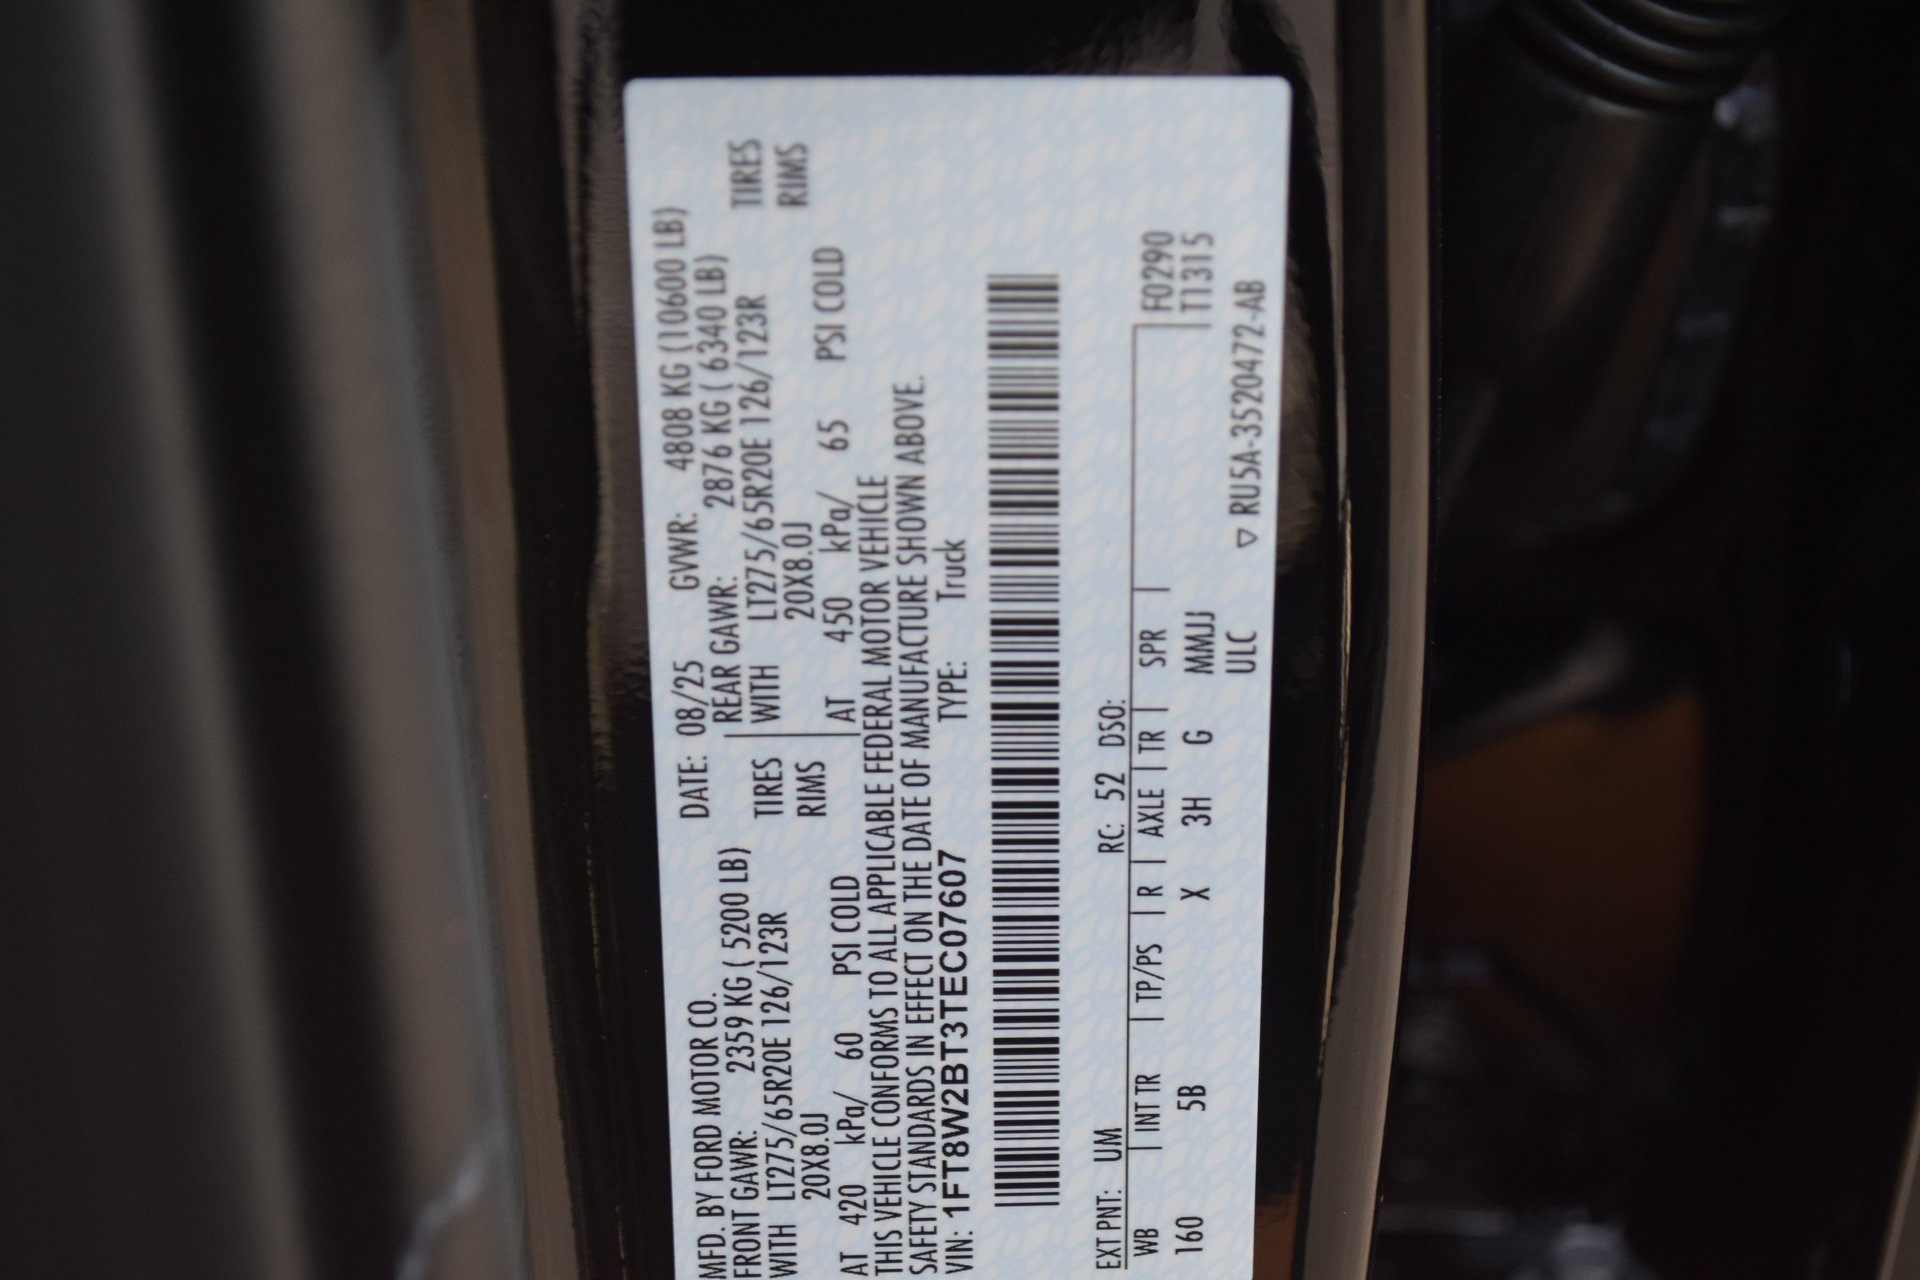 MFD. BY FORD MOTOR CO.
DATE: 08/25 GVWR: 4808 KG (10600 LB)
FRONT GAWR: 2359 KG ( 5200 LB) REAR GAWR: 2876 KG ( 6340 LB)
WITH LT275/65R20E 126/123R TIRES WITH LT275/65R20E 126/123R TIRES
20X8.0J RIMS 20X8.0J RIMS
AT 420 kPa/ 60 PSI COLD AT 450 kPa/ 65 PSI COLD
THIS VEHICLE CONFORMS TO ALL APPLICABLE FEDERAL MOTOR VEHICLE
SAFETY STANDARDS IN EFFECT ON THE DATE OF MANUFACTURE SHOWN ABOVE.
VIN: 1FT8W2BT3TEC07607 TYPE: Truck
EXT PNT: UM RC: 52 DSO:
WB INT TR TP/PS R AXLE TR SPR F0290
160 5B X 3H G MMJJ T1315
ULC ▽ RU5A-3520472-AB